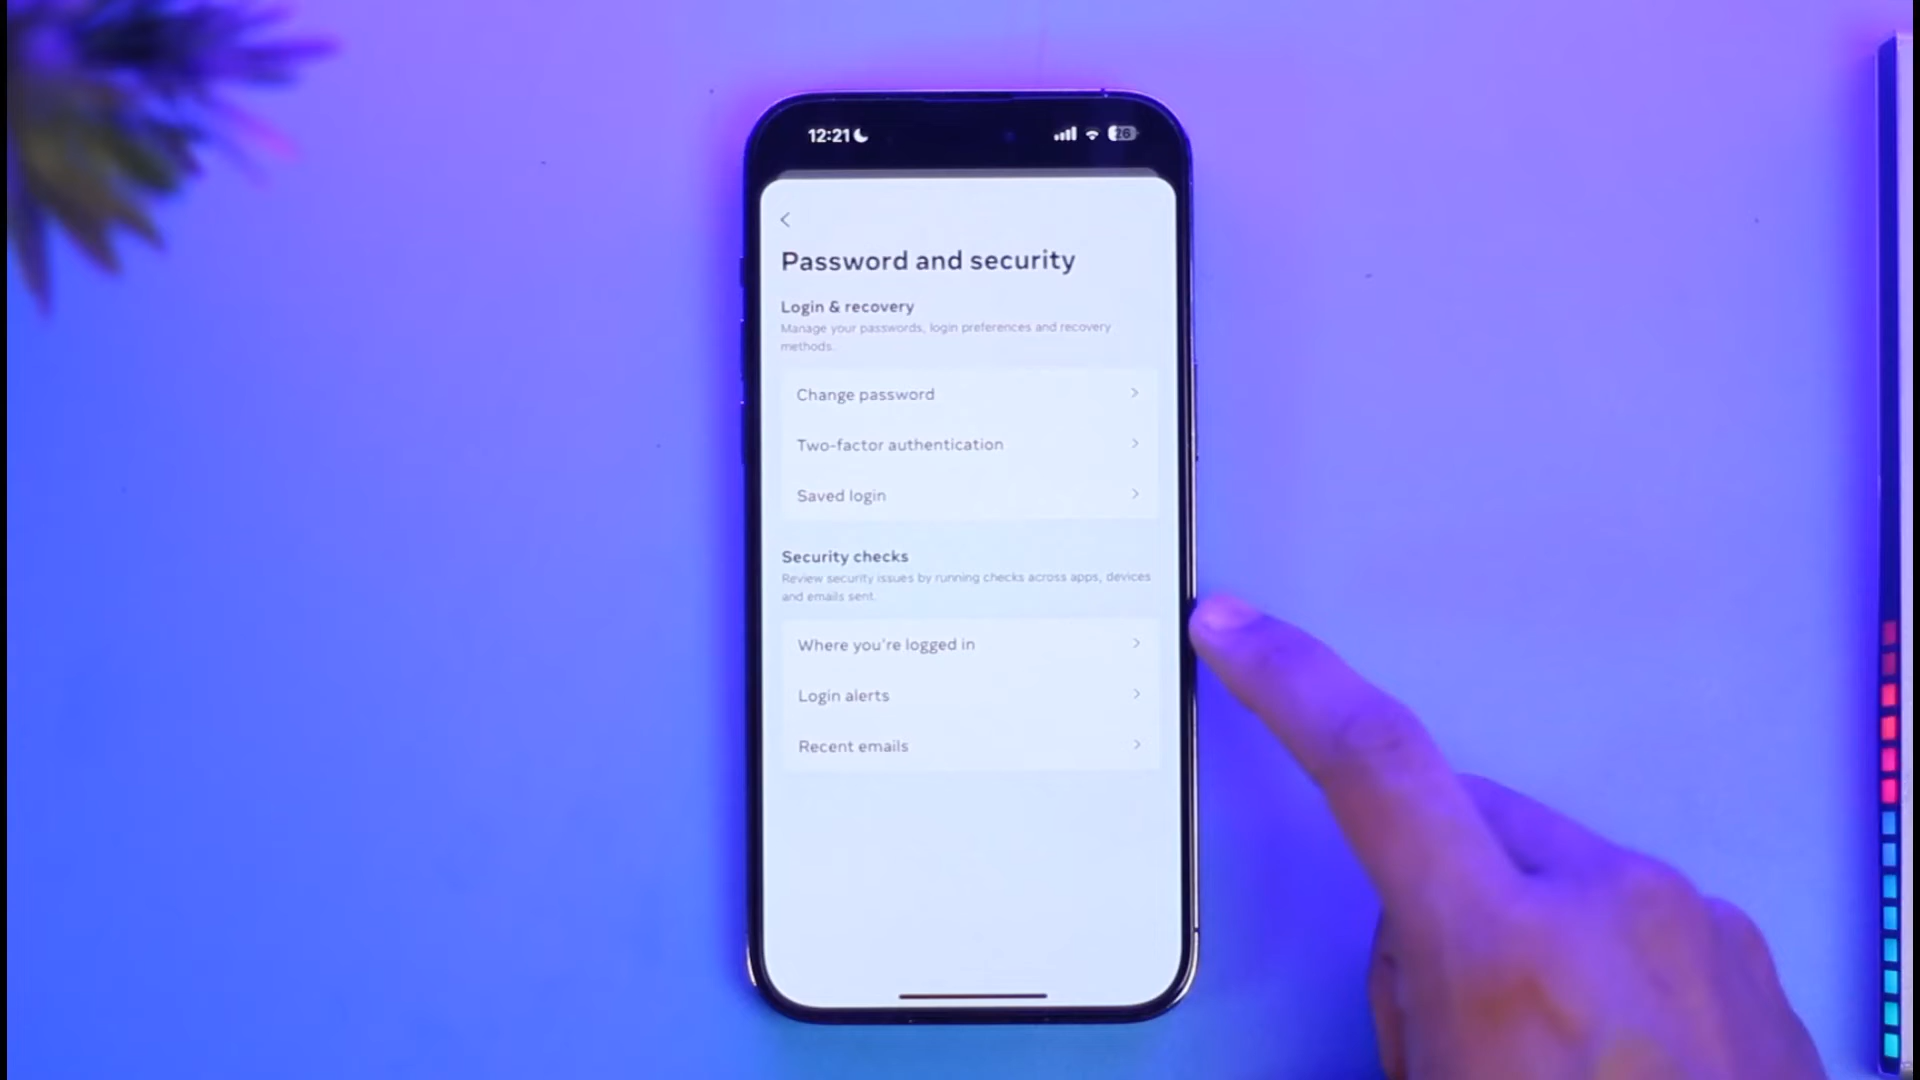 12:21
26
Password and security
Login & recovery
Manage your passwords, login preferences and recovery
methods.
Change password
Two-factor authentication
Saved login
Security checks
Review security issues by running checks across apps, devices
and emails sent.
Where you're logged in
Login alerts
Recent emails